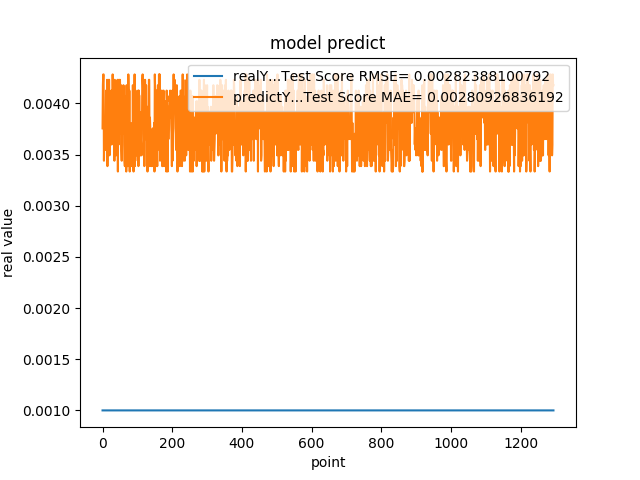 model predict
realY...Test Score RMSE= 0.00282388100792
predictY...Test Score MAE= 0.00280926836192
real value
0.0040
0.0035
0.0030
0.0025
0.0020
0.0015
0.0010
0 200 400 600 800 1000 1200
point